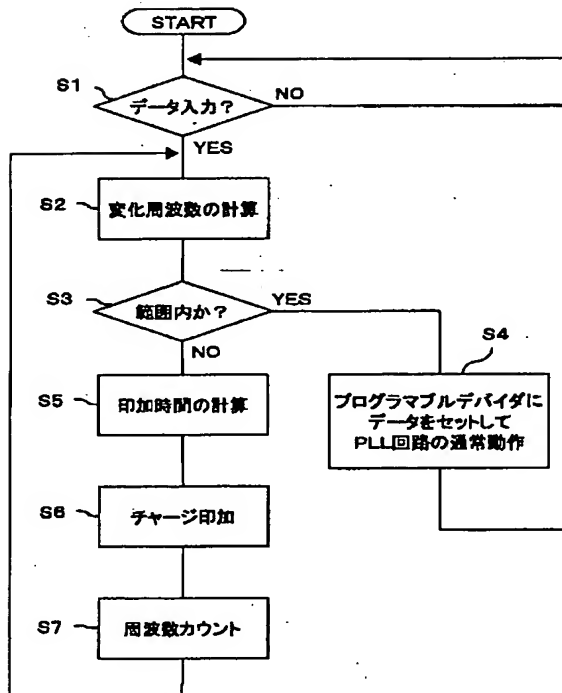 START
S1
データ入力？
NO
YES
S2
変化周波数の計算
S3
範囲内か？
YES
NO
S4
プログラマブルデバイダに
データをセットして
PLL回路の通常動作
S5
印加時間の計算
S6
チャージ印加
S7
周波数カウント